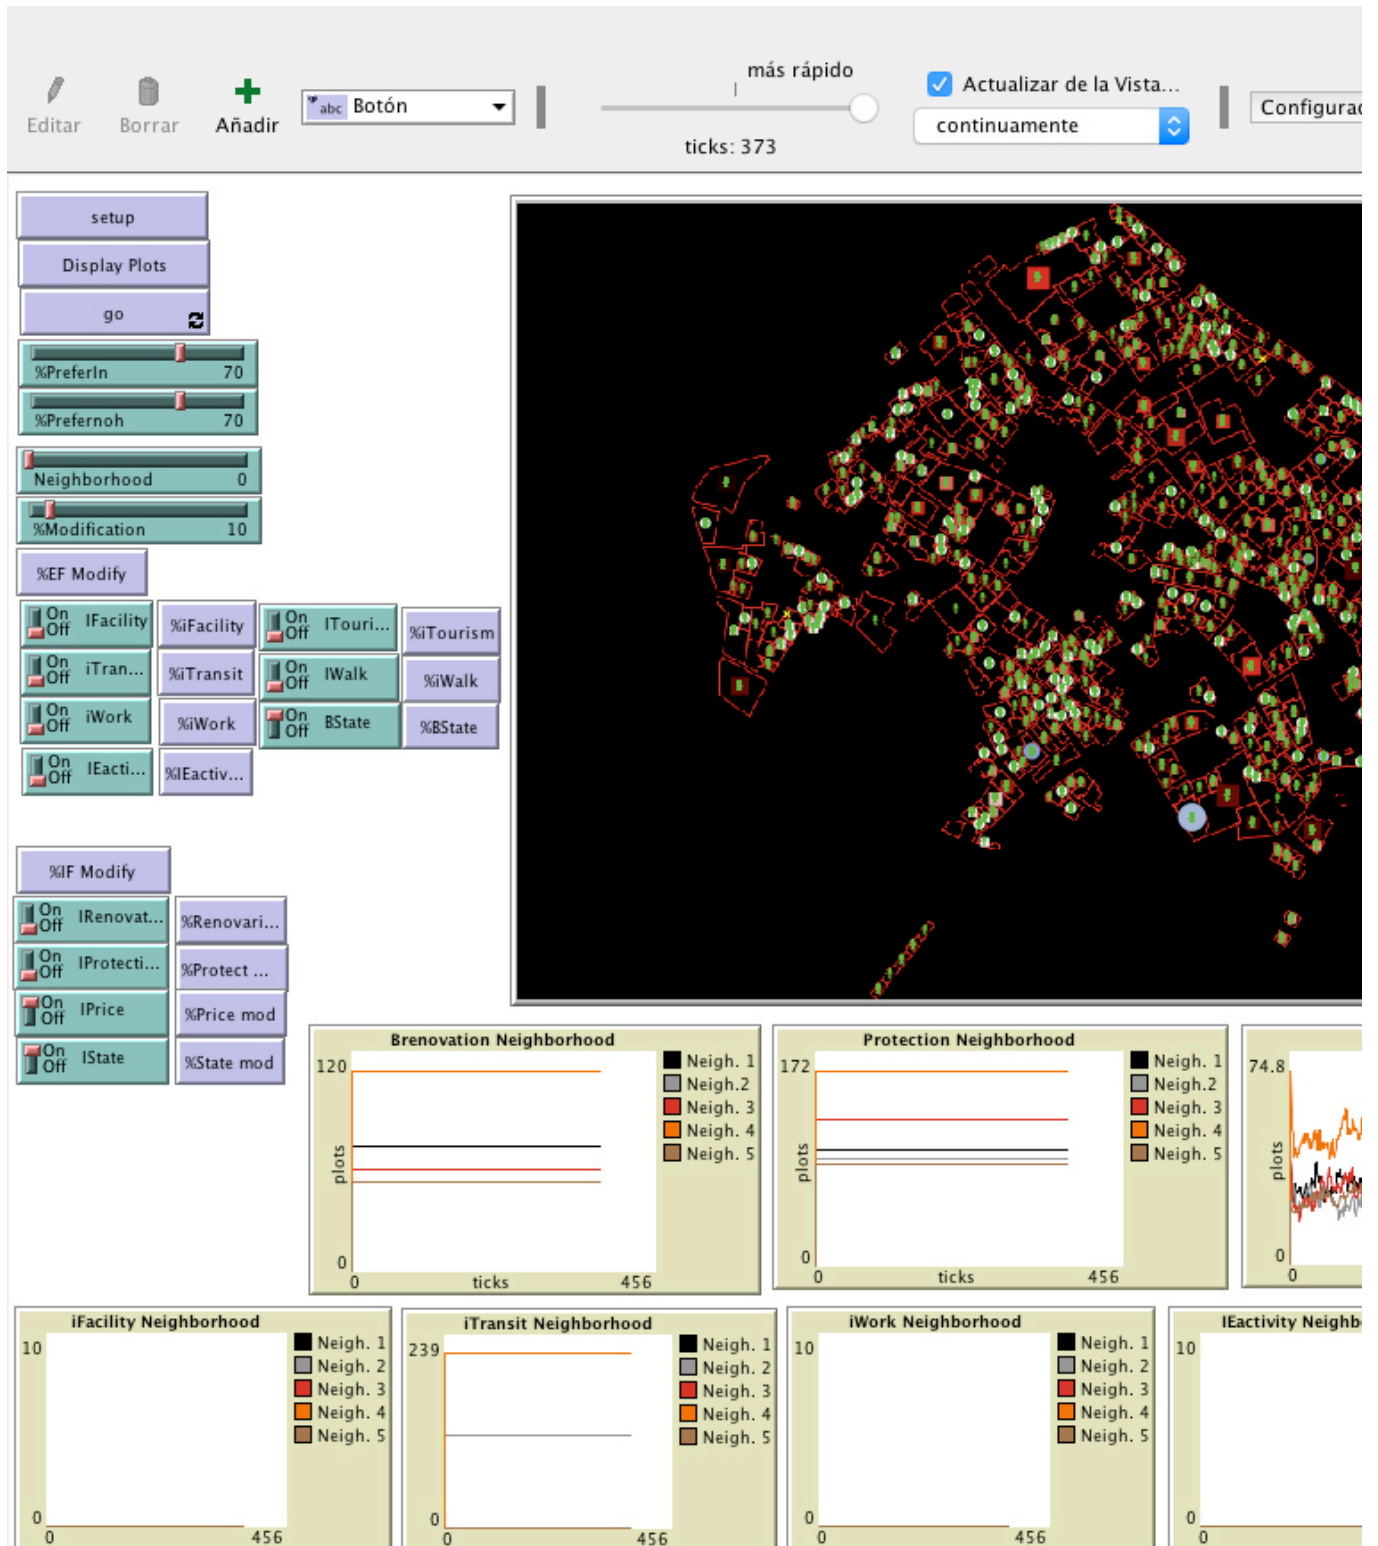 más rápido
Actualizar de la Vista...
abc Botón
Configurac
continuamente
Editar Borrar Añadir
ticks: 373
setup
Display Plots
go
%PreferIn 70
%Prefernoh 70
Neighborhood 0
%Modification 10
%EF Modify
On Off IFacility %iFacility On Off ITouri... %iTourism
On Off iTran... %iTransit On Off IWalk %iWalk
On Off iWork %iWork On Off BState %BState
On Off IEacti... %IEactiv...
%IF Modify
On Off IRenovat... %Renovari...
On Off IProtecti... %Protect ...
On Off IPrice %Price mod
On Off IState %State mod
Brenovation Neighborhood
120
plots
0
0 ticks 456
Neigh. 1
Neigh.2
Neigh. 3
Neigh. 4
Neigh. 5
Protection Neighborhood
172
plots
0
0 ticks 456
Neigh. 1
Neigh.2
Neigh. 3
Neigh. 4
Neigh. 5
74.8
plots
0
0
iFacility Neighborhood
10
0
0 456
Neigh. 1
Neigh. 2
Neigh. 3
Neigh. 4
Neigh. 5
iTransit Neighborhood
239
0
0 456
Neigh. 1
Neigh. 2
Neigh. 3
Neigh. 4
Neigh. 5
iWork Neighborhood
10
0
0 456
Neigh. 1
Neigh. 2
Neigh. 3
Neigh. 4
Neigh. 5
IEactivity Neighb
10
0
0